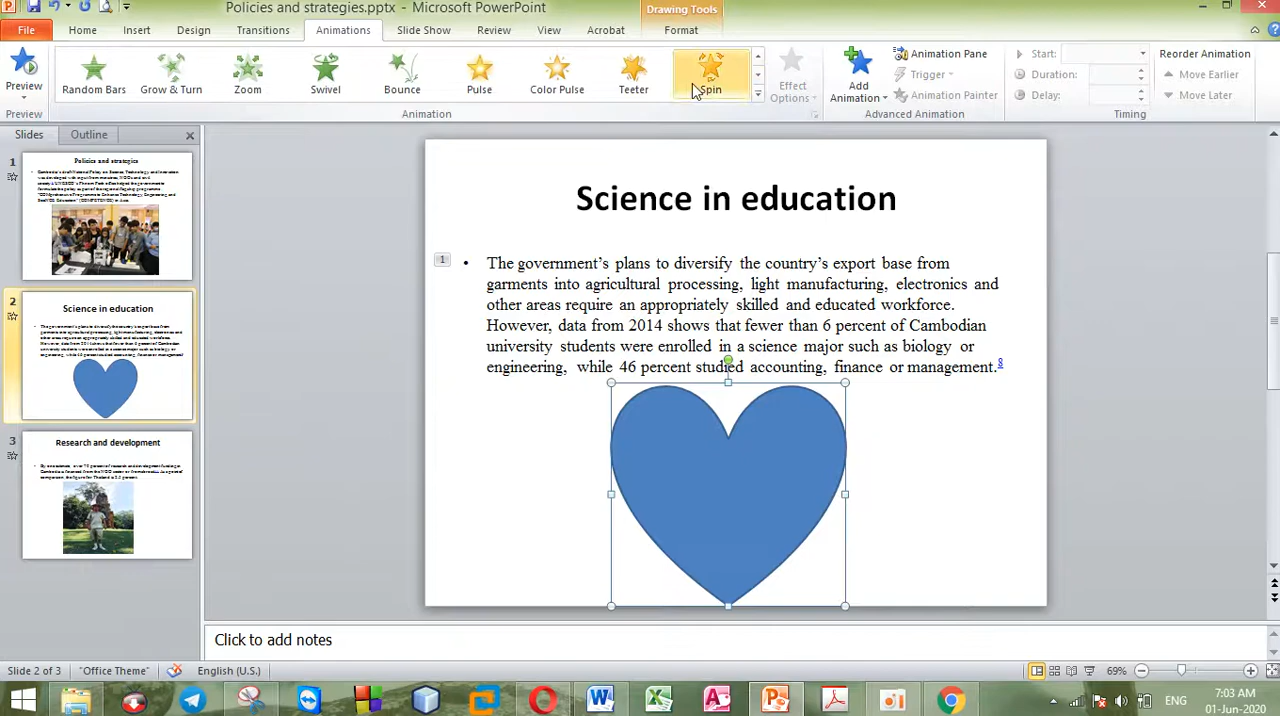 Policies and strategies.pptx - Microsoft PowerPoint
Drawing Tools
File
Home
Insert
Design
Transitions
Animations
Slide Show
Review
View
Acrobat
Format
Preview
Random Bars
Grow & Turn
Zoom
Swivel
Bounce
Pulse
Color Pulse
Teeter
Spin
Effect
Options
Add
Animation
Animation Pane
Trigger
Animation Painter
Start:
Duration:
Delay:
Reorder Animation
Move Earlier
Move Later
Preview
Animation
Advanced Animation
Timing
Slides
Outline
1
Policies and strategies
2
Science in education
3
Research and development
Science in education
1
• The government's plans to diversify the country's export base from
garments into agricultural processing, light manufacturing, electronics and
other areas require an appropriately skilled and educated workforce.
However, data from 2014 shows that fewer than 6 percent of Cambodian
university students were enrolled in a science major such as biology or
engineering, while 46 percent studied accounting, finance or management.8
Click to add notes
Slide 2 of 3
"Office Theme"
English (U.S.)
69%
ENG
7:03 AM
01-Jun-2020